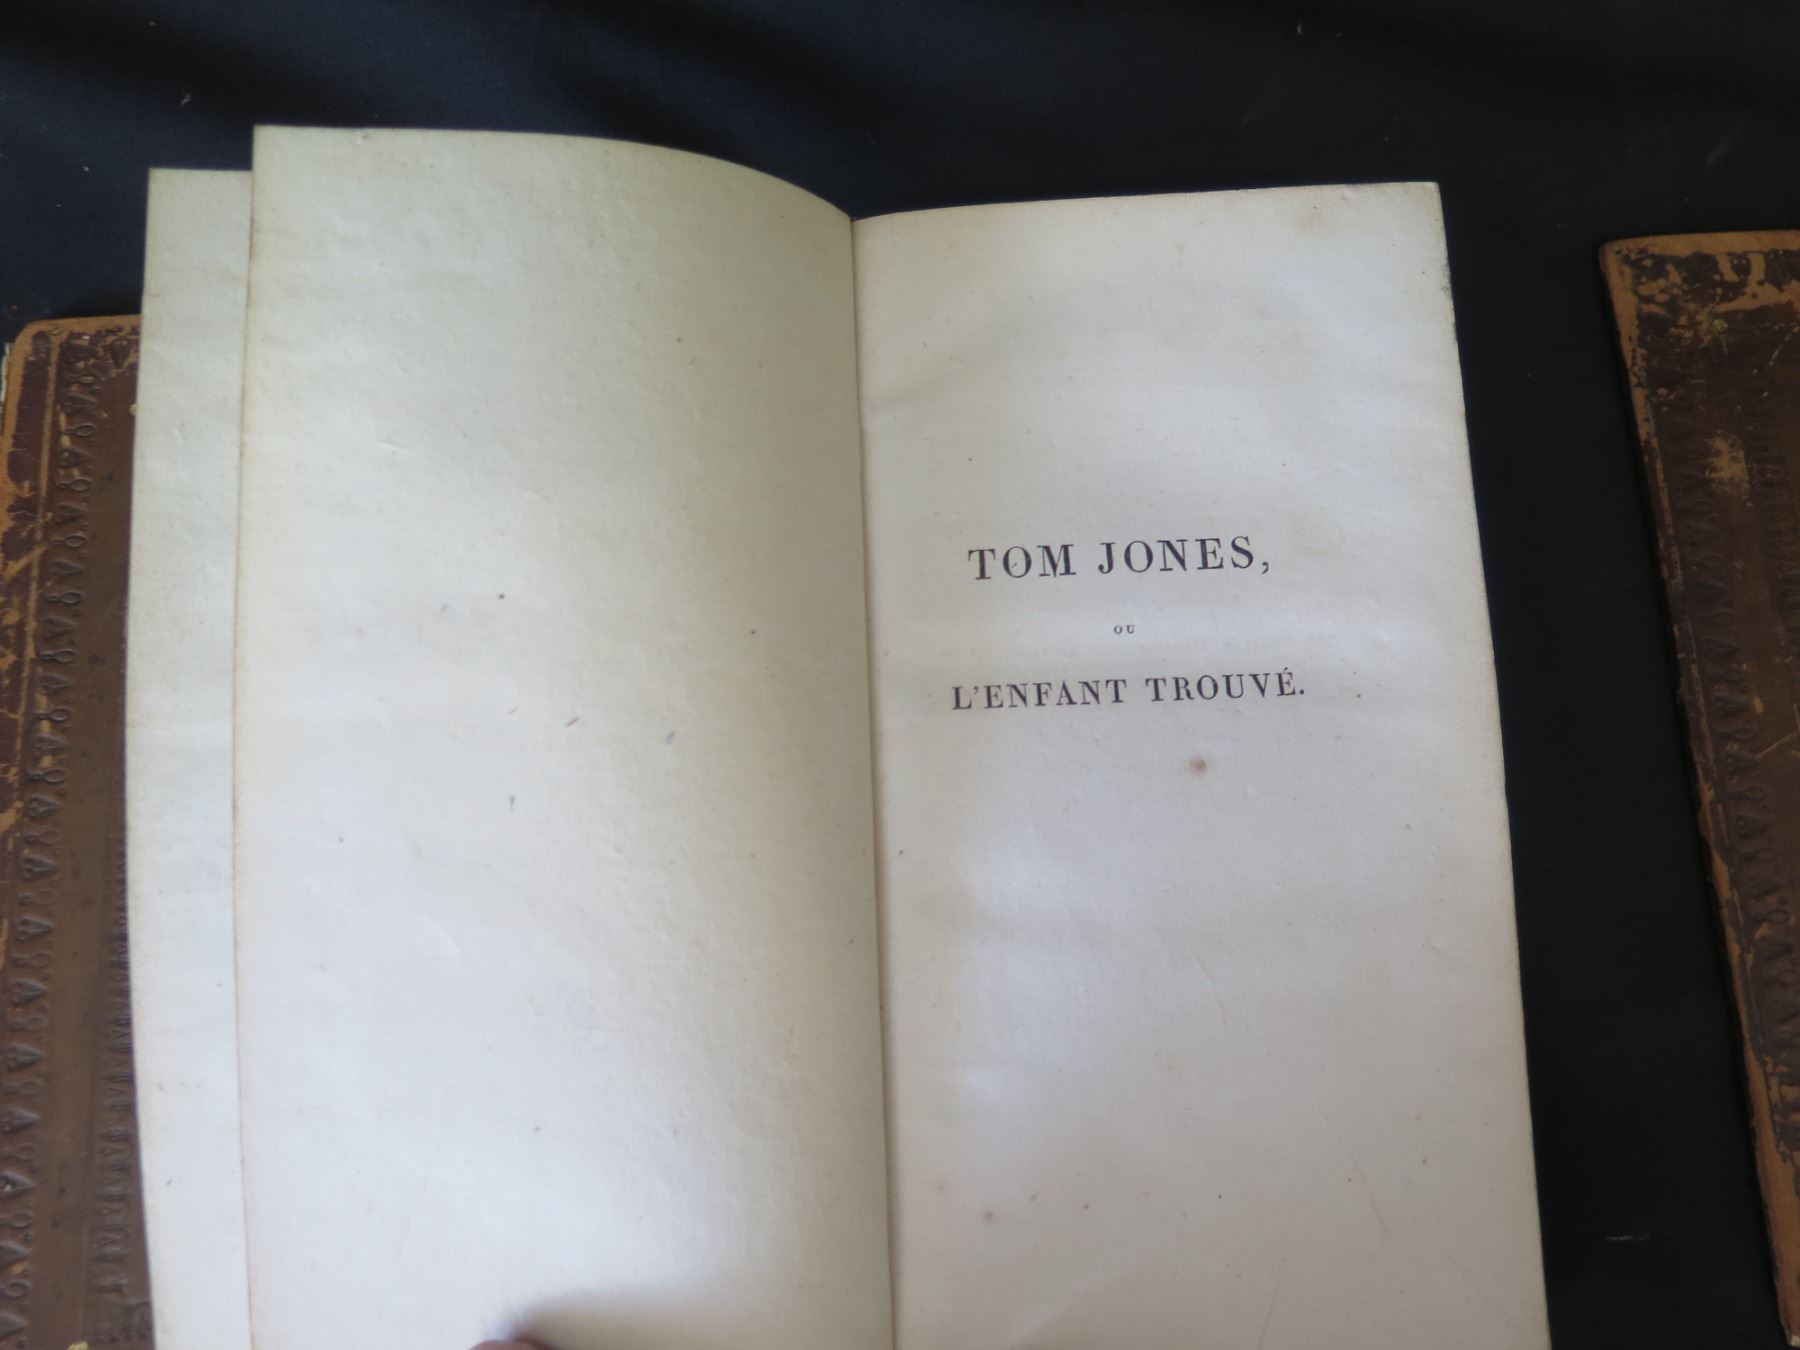 TOM JONES,
OU
L'ENFANT TROUVÉ.